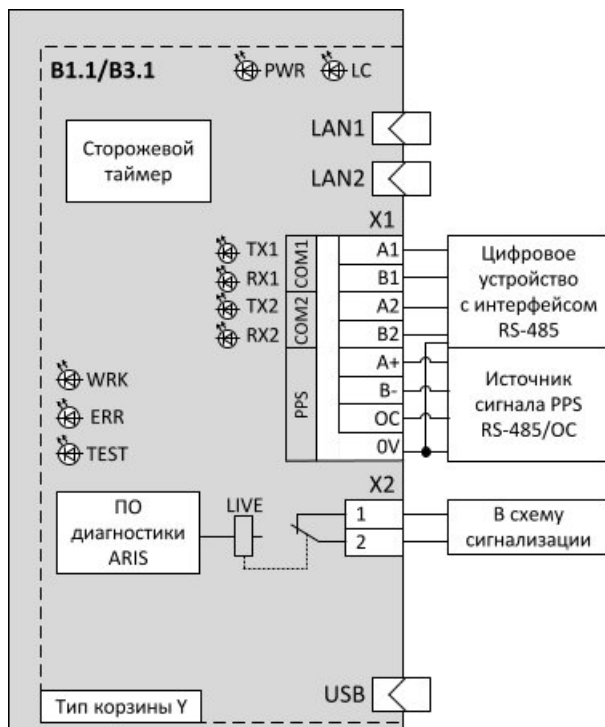 B1.1/B3.1
PWR
LC
LAN1
Сторожевой
таймер
LAN2
X1
TX1
RX1
TX2
RX2
COM1
COM2
PPS
A1
B1
A2
B2
A+
B-
OC
0V
Цифровое
устройство
с интерфейсом
RS-485
Источник
сигнала PPS
RS-485/OC
WRK
ERR
TEST
X2
ПО
диагностики
ARIS
LIVE
1
2
В схему
сигнализации
USB
Тип корзины Y